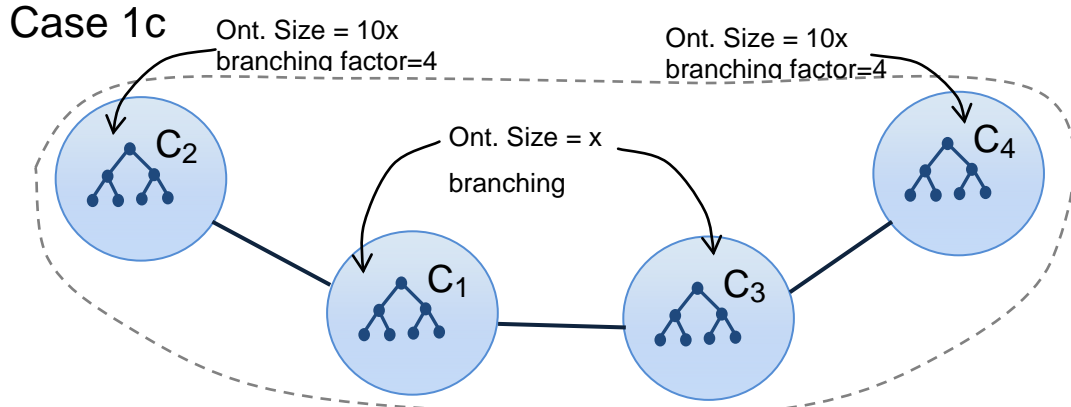 Case 1c
Ont. Size = 10x
branching factor=4
Ont. Size = 10x
branching factor=4
Ont. Size = x
branching
C₂
C₄
C₁
C₃